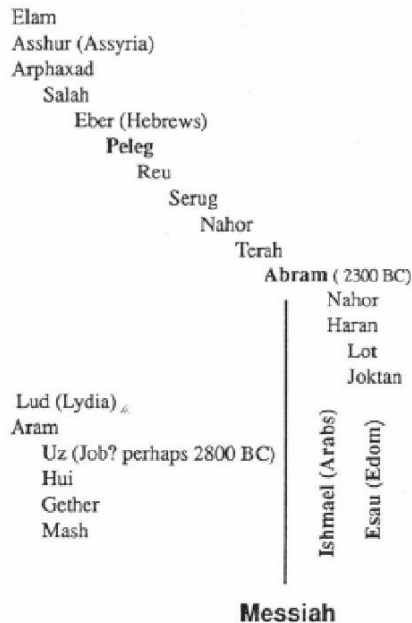 Elam
Asshur (Assyria)
Arphaxad
Salah
Eber (Hebrews)
Peleg
Reu
Serug
Nahor
Terah
Abram ( 2300 BC)
Nahor
Haran
Lot
Joktan
Lud (Lydia)
Aram
Uz (Job? perhaps 2800 BC)
Hui
Gether
Mash
Ishmael (Arabs)
Esau (Edom)
Messiah